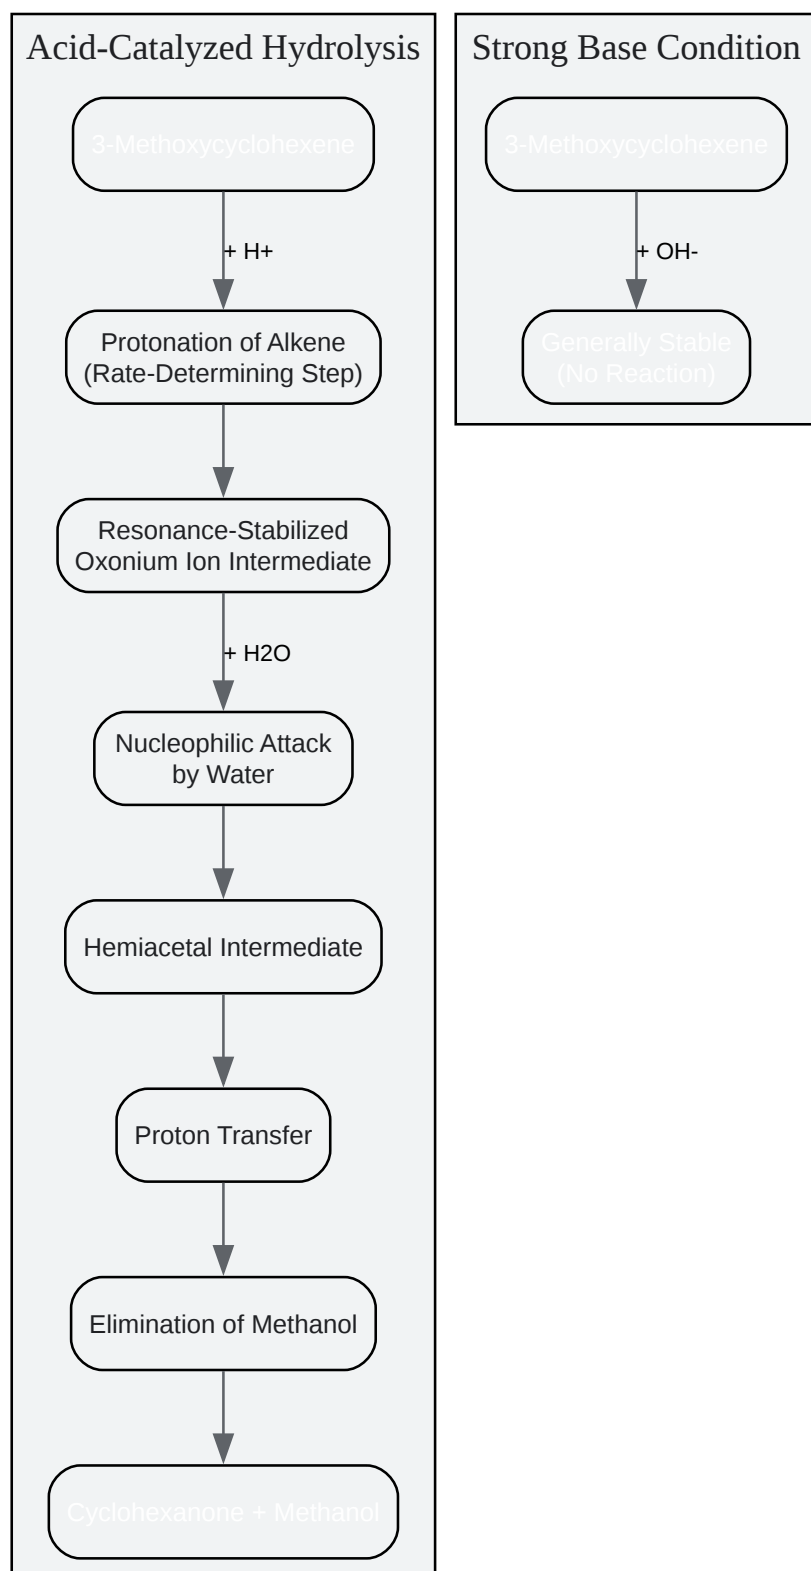 Acid-Catalyzed Hydrolysis
3-Methoxycyclohexene
+ H+
Protonation of Alkene
(Rate-Determining Step)
Resonance-Stabilized
Oxonium Ion Intermediate
+ H2O
Nucleophilic Attack
by Water
Hemiacetal Intermediate
Proton Transfer
Elimination of Methanol
Cyclohexanone + Methanol
Strong Base Condition
3-Methoxycyclohexene
+ OH-
Generally Stable
(No Reaction)